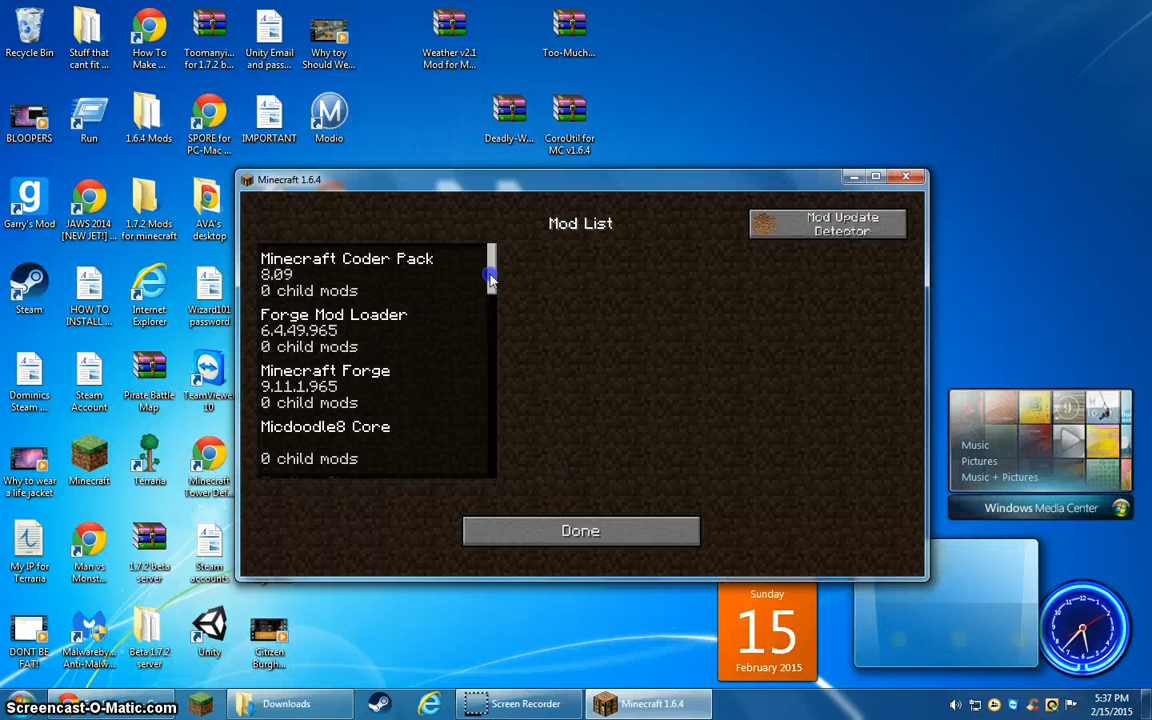 Recycle Bin
Stuff that
cant fit ...
How To
Make ...
Toomanyi...
for 1.7.2 b...
Unity Email
and pass...
Why toy
Should We...
Weather v2.1
Mod for M...
Too-Much...
BLOOPERS
Run
1.6.4 Mods
SPORE for
PC-Mac ...
IMPORTANT
Modio
Deadly-W...
CoroUtil for
MC v1.6.4
Garry's Mod
JAWS 2014
[NEW JET!] ...
1.7.2 Mods
for minecraft
AVA's
desktop
Steam
HOW TO
INSTALL ...
Internet
Explorer
Wizard101
password
Dominics
Steam ...
Steam
Account
Pirate Battle
Map
TeamViewer
10
Why to
wear a life jacket
Minecraft
Terraria
Minecraft
Tower Def...
My IP for
Terraria
Man vs
Monst...
1.7.2 beta
server
Steam
accounts
DONT BE
FAT!
Malwareby...
Anti-Malw...
Beta 1.7.2
server
Unity
Citizen
Burgh...
Minecraft 1.6.4
Mod List
Mod Update
Detector
Minecraft Coder Pack
8.09
0 child mods
Forge Mod Loader
6.4.49.965
0 child mods
Minecraft Forge
9.11.1.965
0 child mods
Micdoodle8 Core
0 child mods
Done
Music
Pictures
Music + Pictures
Windows Media Center
Sunday
15
February 2015
Screencast-O-Matic.com
Downloads
Screen Recorder
Minecraft 1.6.4
5:37 PM
2/15/2015